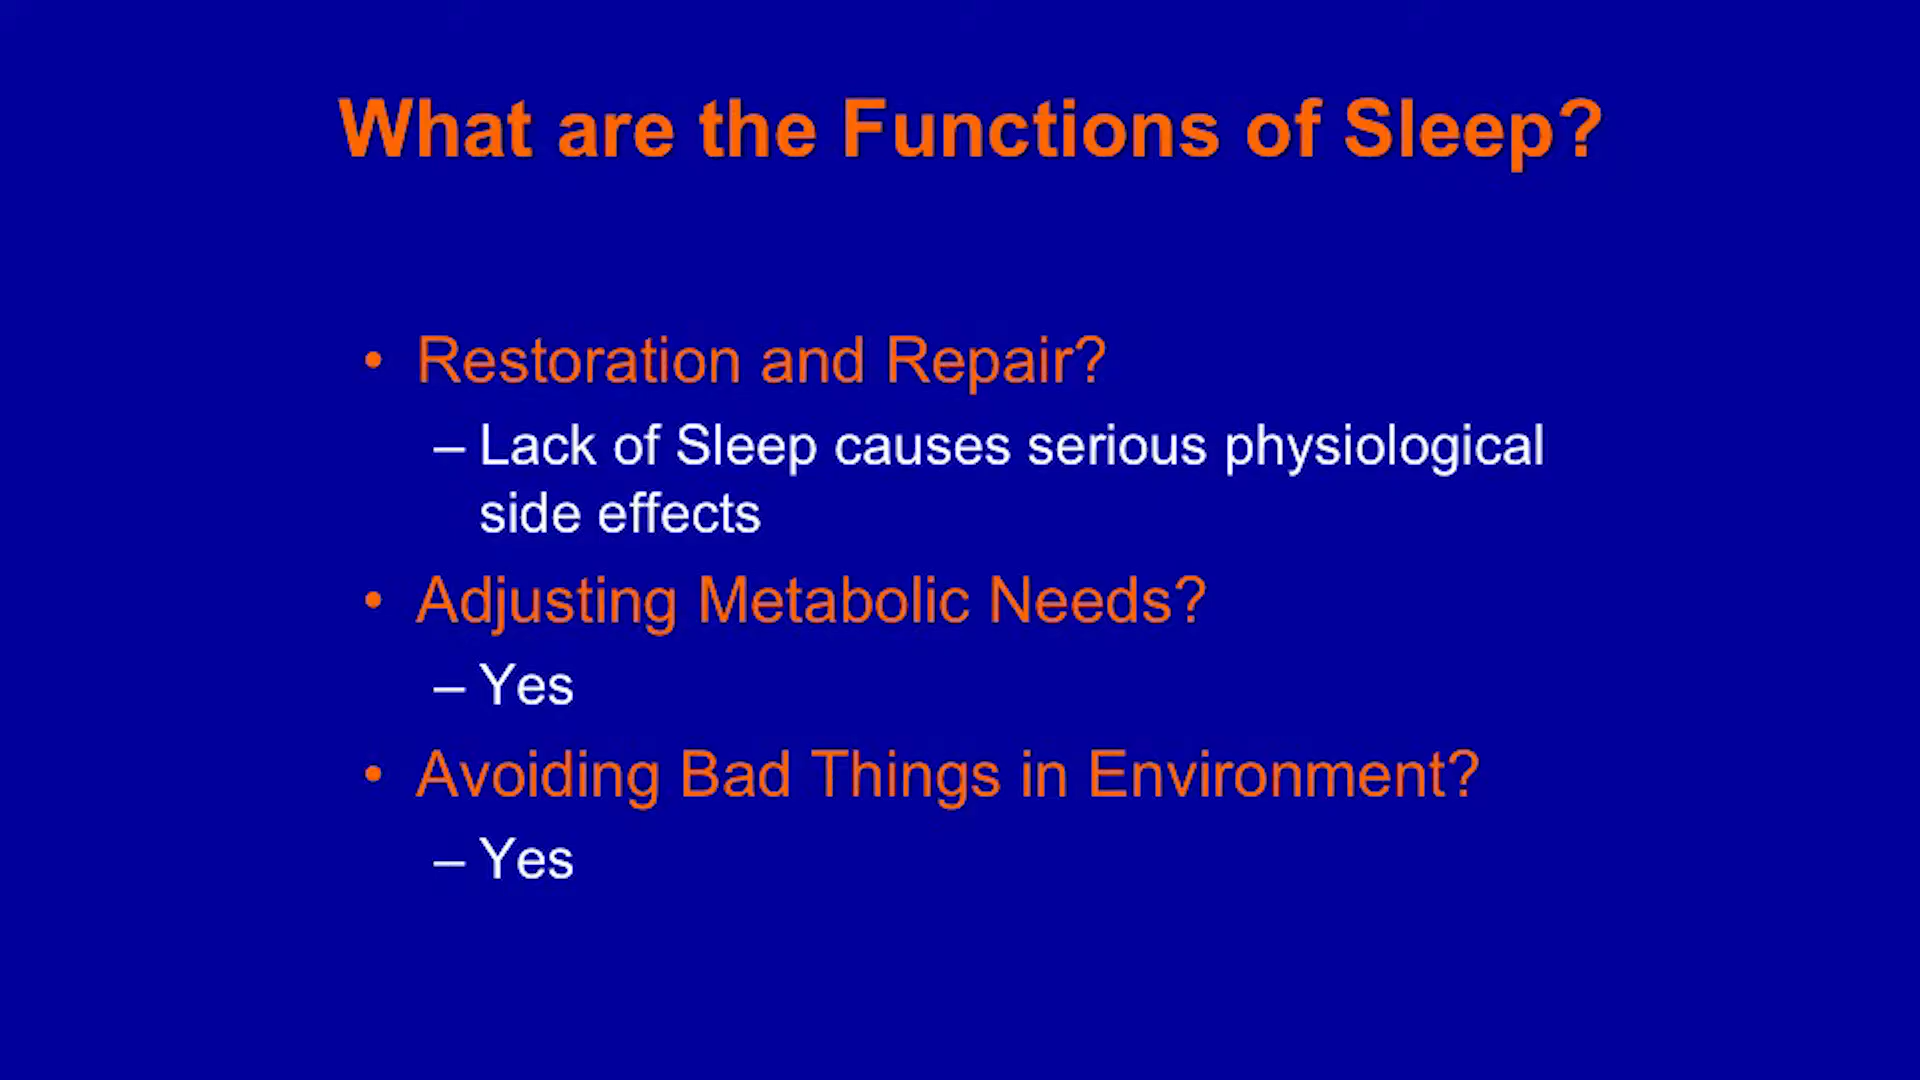 What are the Functions of Sleep?
• Restoration and Repair?
– Lack of Sleep causes serious physiological
side effects
• Adjusting Metabolic Needs?
– Yes
• Avoiding Bad Things in Environment?
– Yes